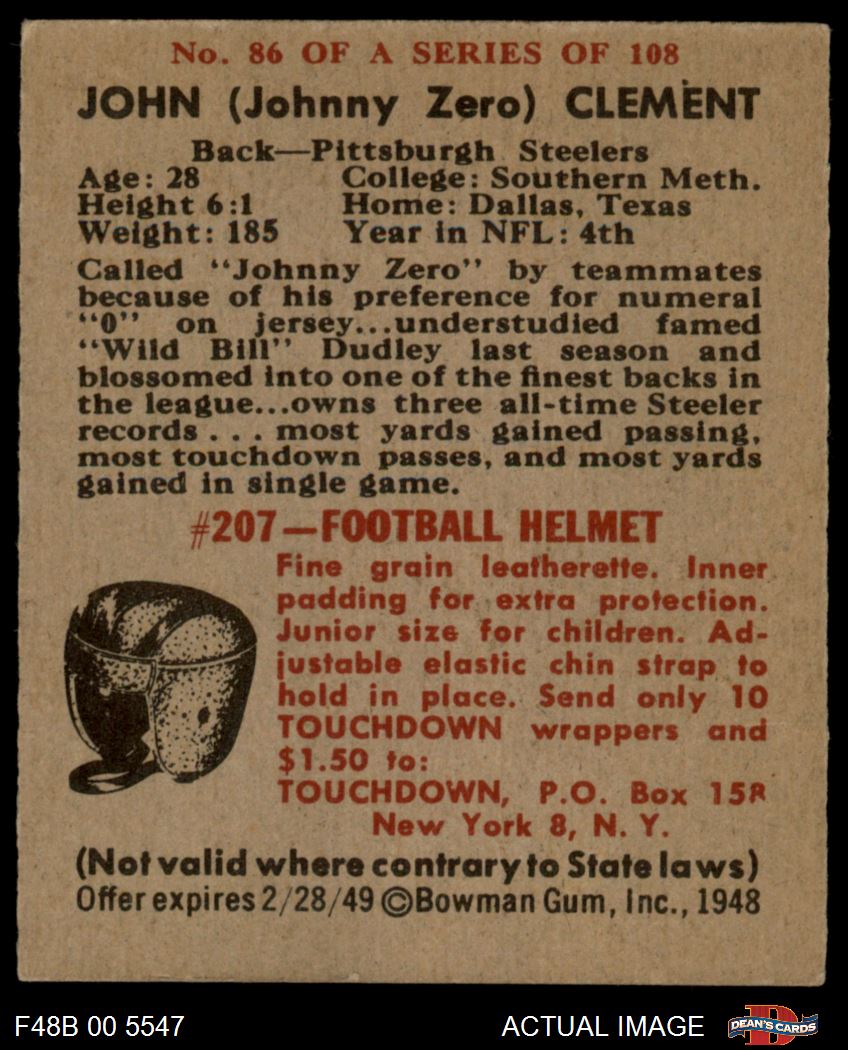 No. 86 OF A SERIES OF 108
JOHN (Johnny Zero) CLEMENT
Back—Pittsburgh Steelers
Age: 28 College: Southern Meth.
Height 6:1 Home: Dallas, Texas
Weight: 185 Year in NFL: 4th
Called "Johnny Zero" by teammates
because of his preference for numeral
"0" on jersey...understudied famed
"Wild Bill" Dudley last season and
blossomed into one of the finest backs in
the league...owns three all-time Steeler
records . . . most yards gained passing,
most touchdown passes, and most yards
gained in single game.
#207—FOOTBALL HELMET
Fine grain leatherette. Inner
padding for extra protection.
Junior size for children. Ad-
justable elastic chin strap to
hold in place. Send only 10
TOUCHDOWN wrappers and
$1.50 to:
TOUCHDOWN, P.O. Box 158
New York 8, N. Y.
(Not valid where contrary to State laws)
Offer expires 2/28/49 ©Bowman Gum, Inc., 1948
F48B 00 5547 ACTUAL IMAGE DEAN'S CARDS